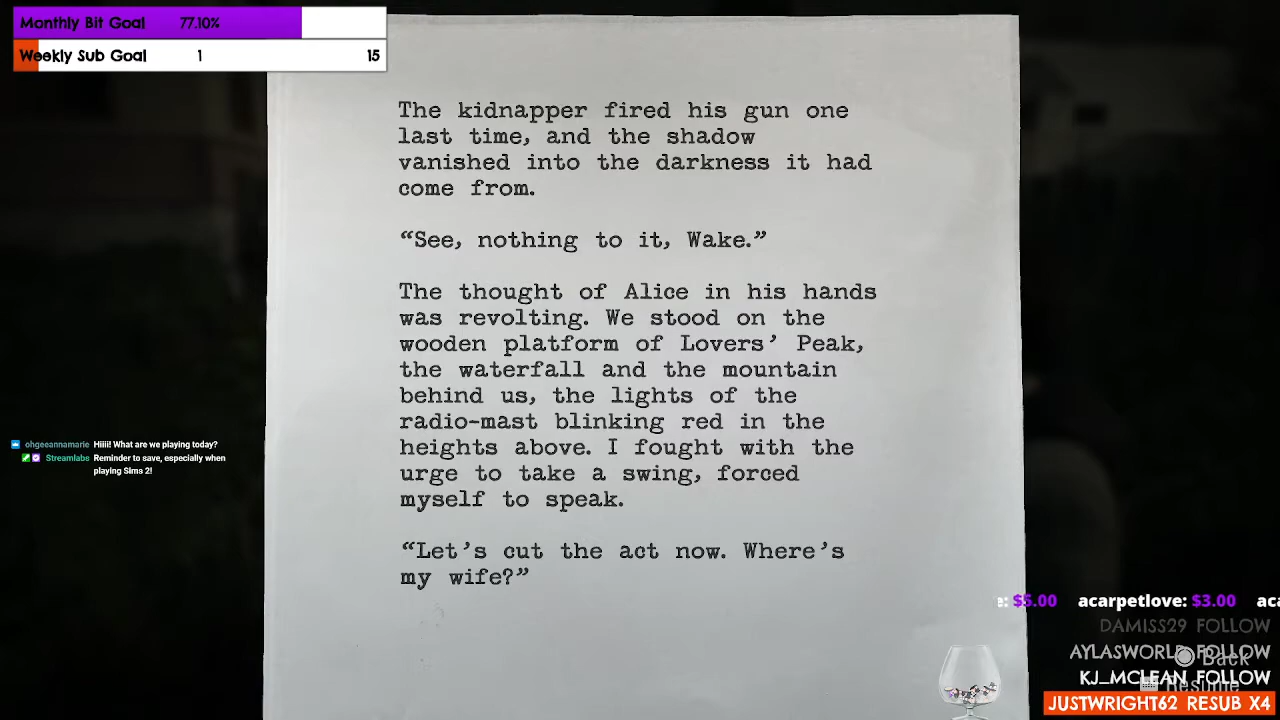 Monthly Bit Goal 77.10%
Weekly Sub Goal 1 15
The kidnapper fired his gun one
last time, and the shadow
vanished into the darkness it had
come from.
“See, nothing to it, Wake.”
The thought of Alice in his hands
was revolting. We stood on the
wooden platform of Lovers’ Peak,
the waterfall and the mountain
behind us, the lights of the
radio-mast blinking red in the
heights above. I fought with the
urge to take a swing, forced
myself to speak.
“Let’s cut the act now. Where’s
my wife?”
ohgeeannamarie Hiiii! What are we playing today?
Streamlabs Reminder to save, especially when
playing Sims 2!
e: $5.00 acarpetlove: $3.00 aca
DAMISS29 FOLLOW
AYLASWORLD_FOLLOW
Back
KJ_MCLEAN FOLLOW
Resume
JUSTWRIGHT62 RESUB X4